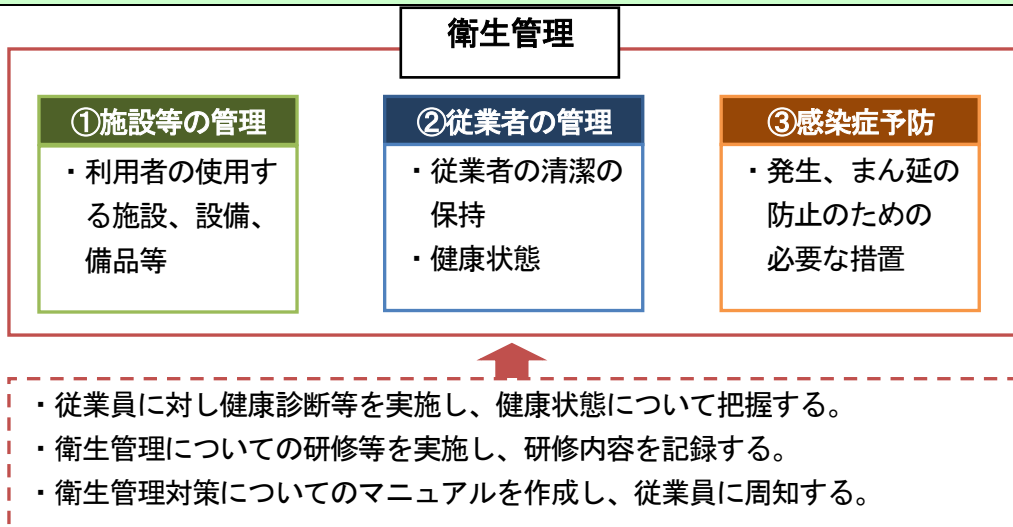 衛生管理
①施設等の管理
・利用者の使用す
る施設、設備、
備品等
②従業者の管理
・従業者の清潔の
保持
・健康状態
③感染症予防
・発生、まん延の
防止のための
必要な措置
・従業員に対し健康診断等を実施し、健康状態について把握する。
・衛生管理についての研修等を実施し、研修内容を記録する。
・衛生管理対策についてのマニュアルを作成し、従業員に周知する。